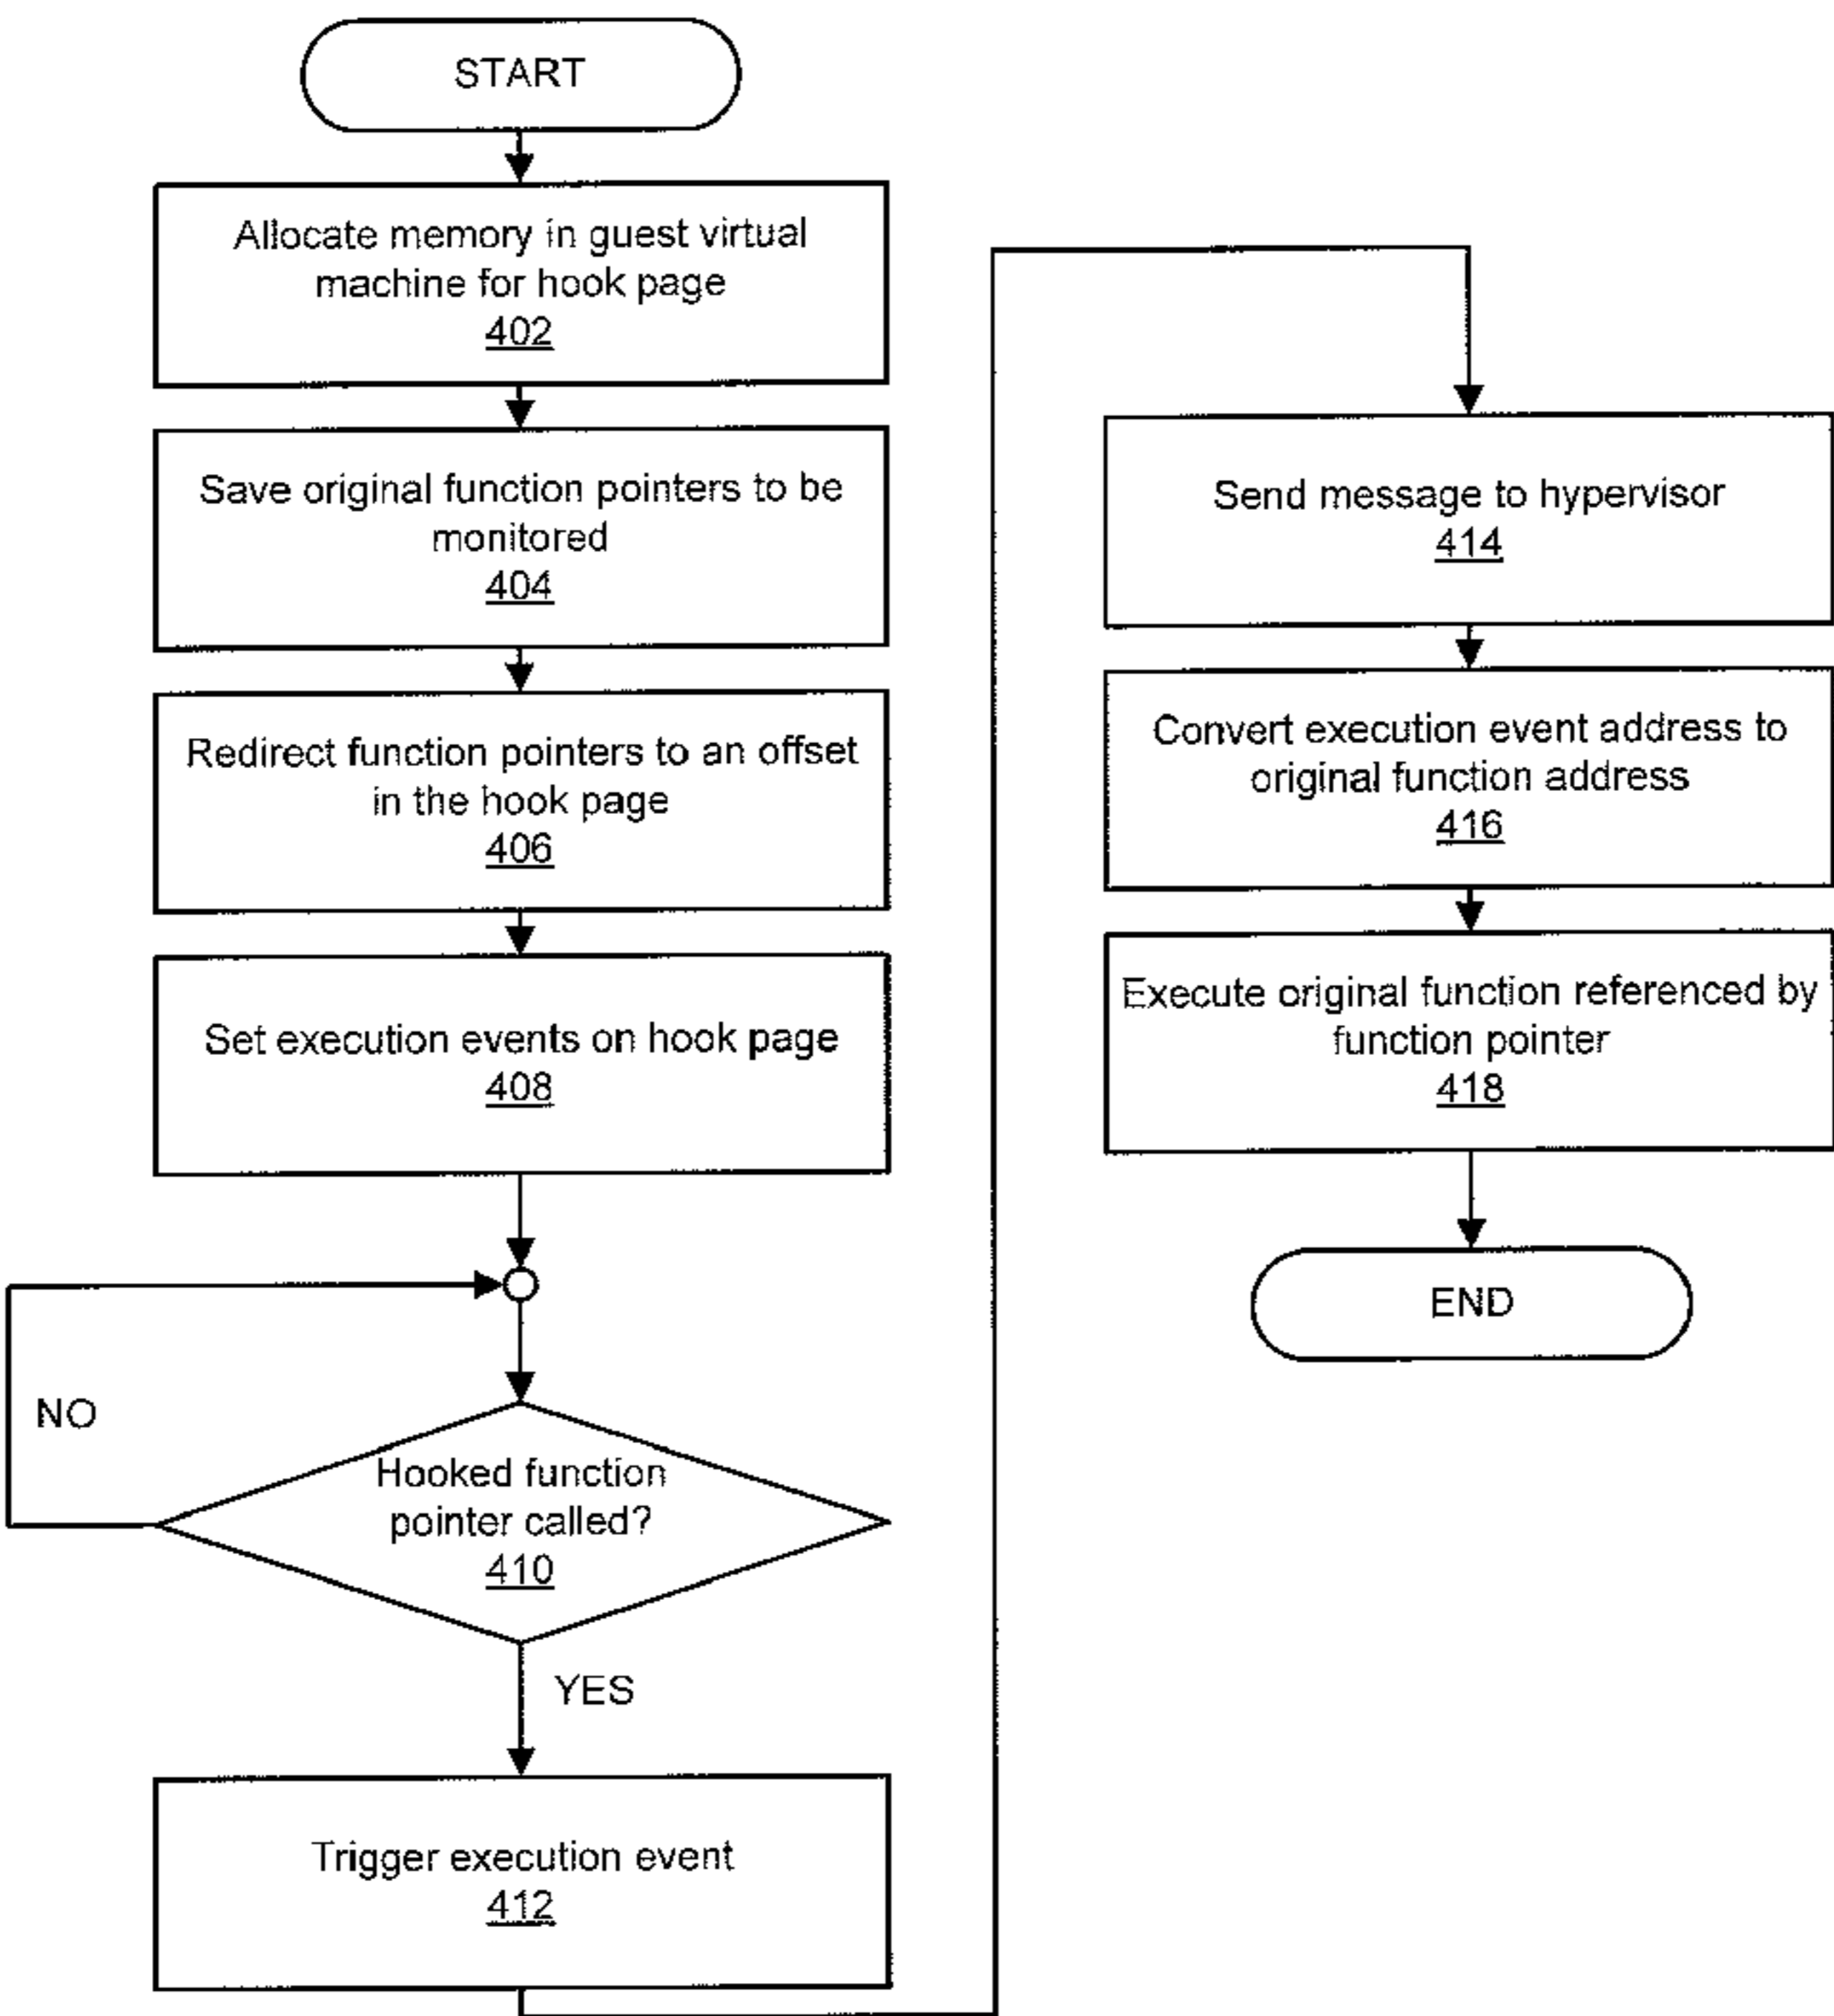 START
Allocate memory in guest virtual
machine for hook page
402
Save original function pointers to be
monitored
404
Redirect function pointers to an offset
in the hook page
406
Set execution events on hook page
408
NO
Hooked function
pointer called?
410
YES
Trigger execution event
412
Send message to hypervisor
414
Convert execution event address to
original function address
416
Execute original function referenced by
function pointer
418
END